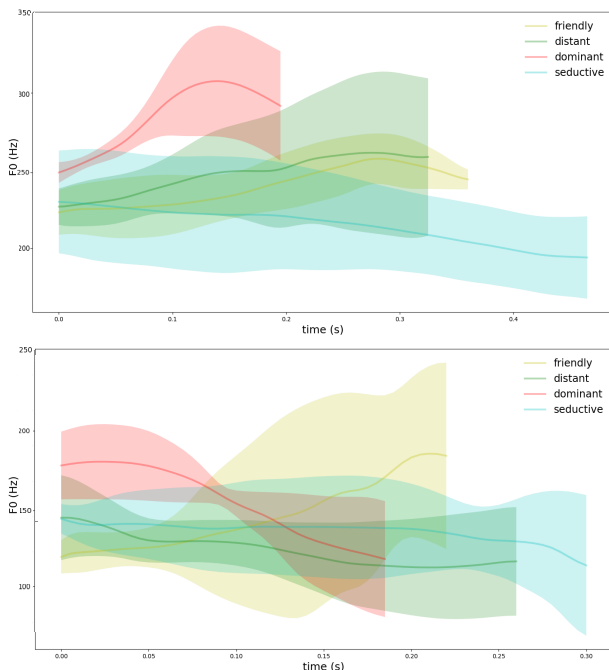 350
friendly
distant
dominant
seductive
300
F0 (Hz)
250
200
0.0 0.1 0.2 0.3 0.4
time (s)
250
friendly
distant
dominant
seductive
200
F0 (Hz)
150
100
0.00 0.05 0.10 0.15 0.20 0.25 0.30
time (s)